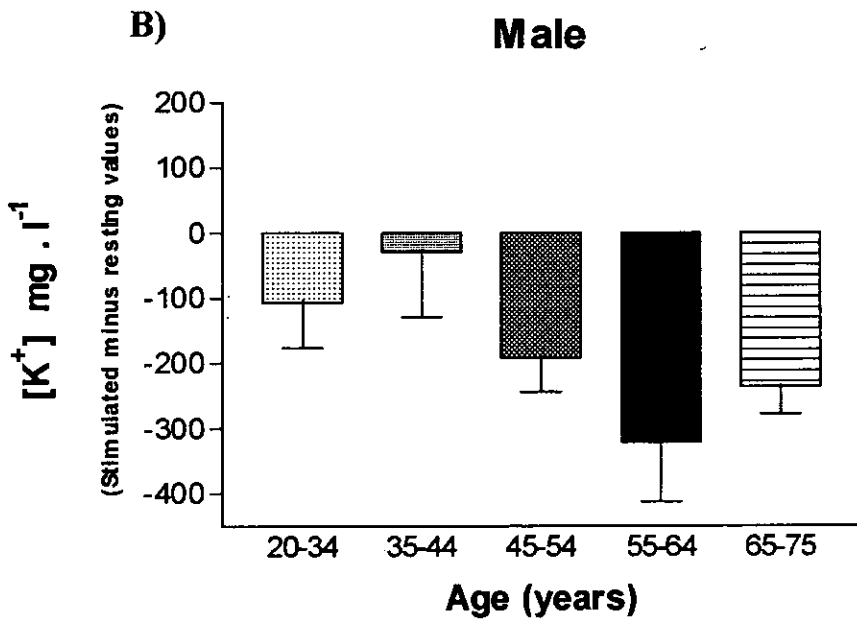 B)
Male
[K+] mg . l-1
(Stimulated minus resting values)
200
100
0
-100
-200
-300
-400
20-34 35-44 45-54 55-64 65-75
Age (years)